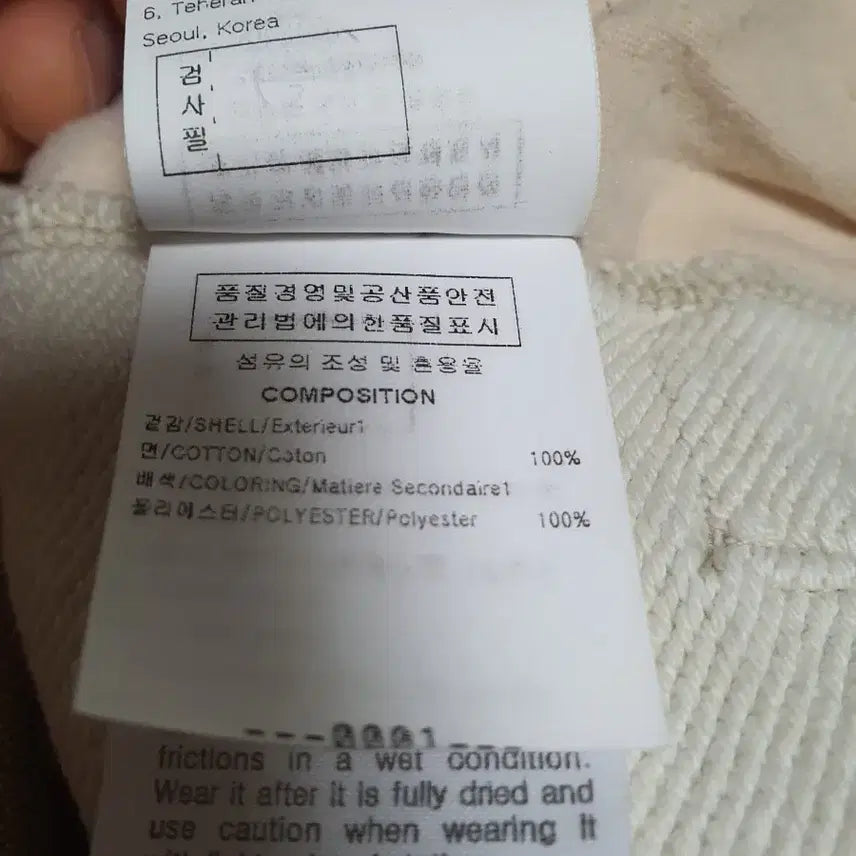 6, Teheran
Seoul, Korea
검
사
필
품질경영및공산품안전
관리법에의한품질표시
섬유의 조성 및 혼용율
COMPOSITION
겉감/SHELL/Exterieur1
면/COTTON/Coton 100%
배색/COLORING/Matiere Secondaire1
폴리에스터/POLYESTER/Polyester 100%
frictions in a wet condition.
Wear it after it is fully dried and
use caution when wearing it